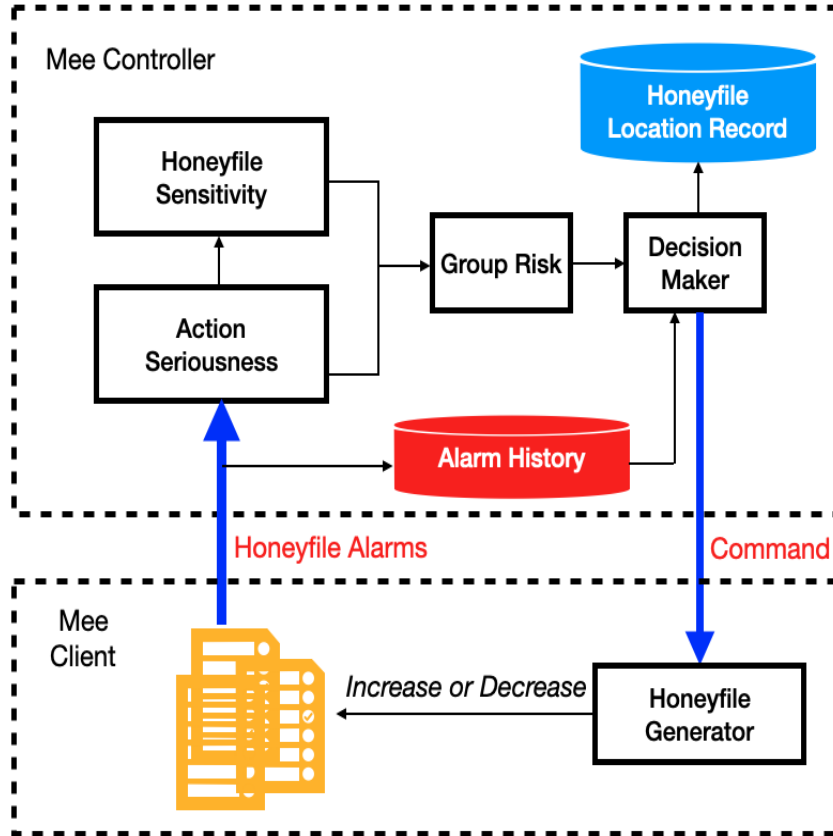 Mee Controller
Honeyfile
Location Record
Honeyfile
Sensitivity
Group Risk
Decision
Maker
Action
Seriousness
Alarm History
Honeyfile Alarms
Command
Mee
Client
Increase or Decrease
Honeyfile
Generator